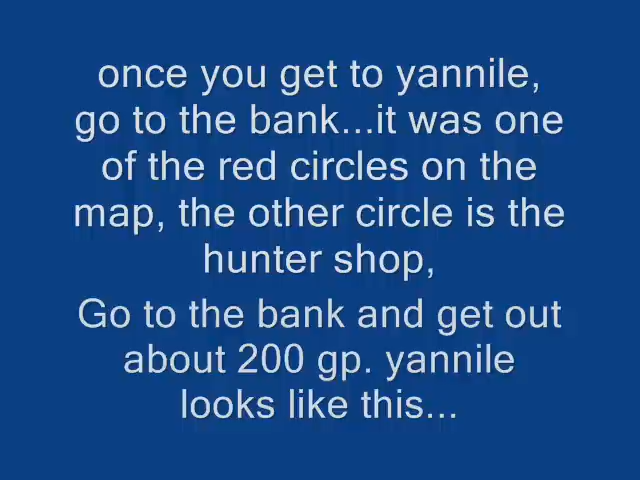 once you get to yannile,
go to the bank...it was one
of the red circles on the
map, the other circle is the
hunter shop,
Go to the bank and get out
about 200 gp. yannile
looks like this...